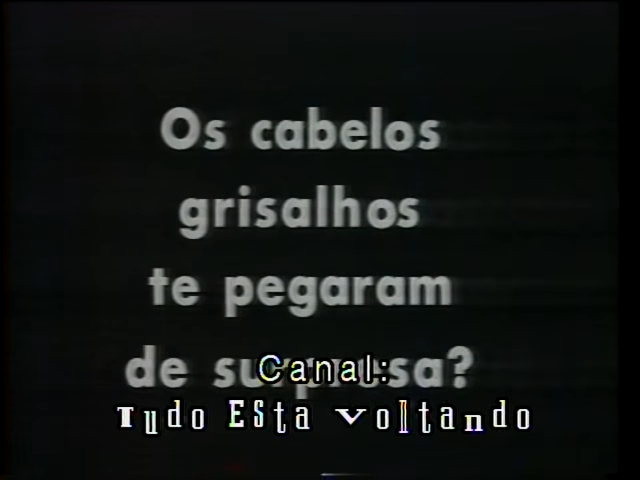 Os cabelos
grisalhos
te pegaram
de surpresa?
Canal:
Tudo ESta voltando